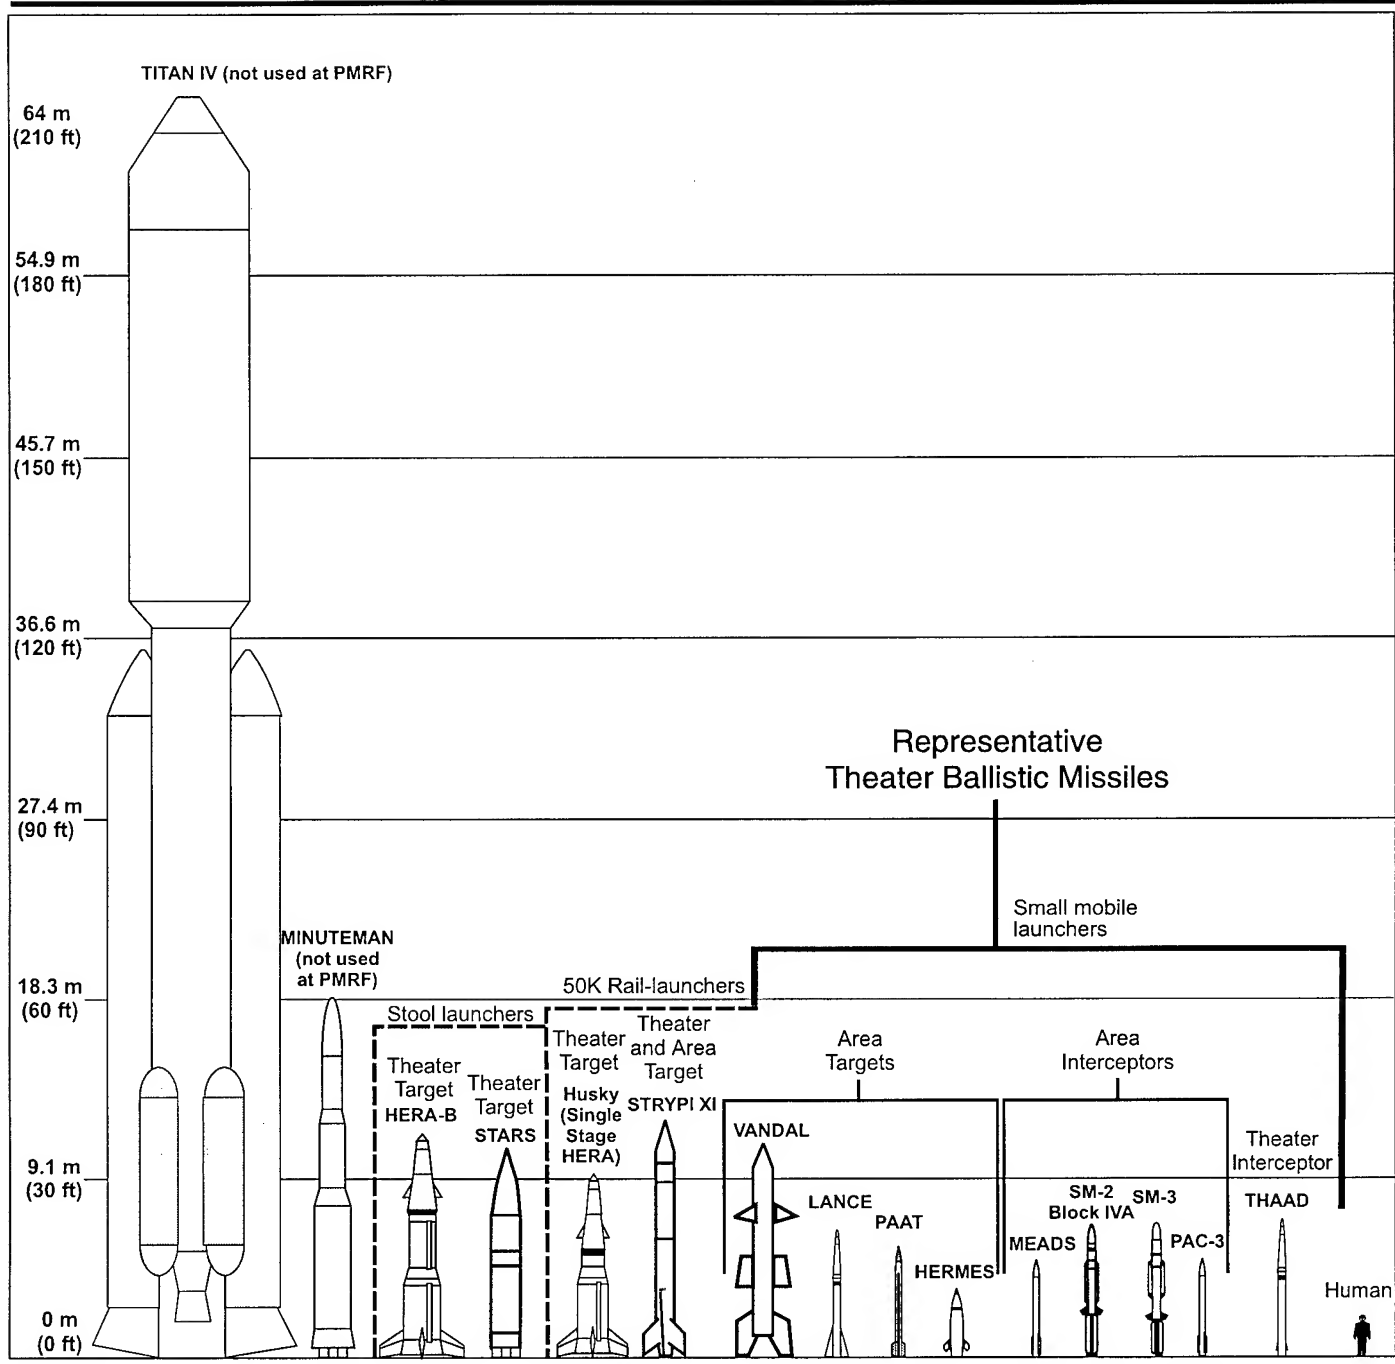 TITAN IV (not used at PMRF)
64 m
(210 ft)
54.9 m
(180 ft)
45.7 m
(150 ft)
36.6 m
(120 ft)
27.4 m
(90 ft)
18.3 m
(60 ft)
9.1 m
(30 ft)
0 m
(0 ft)
Representative
Theater Ballistic Missiles
Small mobile
launchers
MINUTEMAN
(not used
at PMRF)
Stool launchers
Theater
Target
HERA-B
Theater
Target
STARS
50K Rail-launchers
Theater
Target
Husky
(Single
Stage
HERA)
Theater
and Area
Target
STRYPI XI
Area
Targets
VANDAL
LANCE
PAAT
HERMES
Area
Interceptors
MEADS
SM-2
Block IVA
SM-3
PAC-3
Theater
Interceptor
THAAD
Human